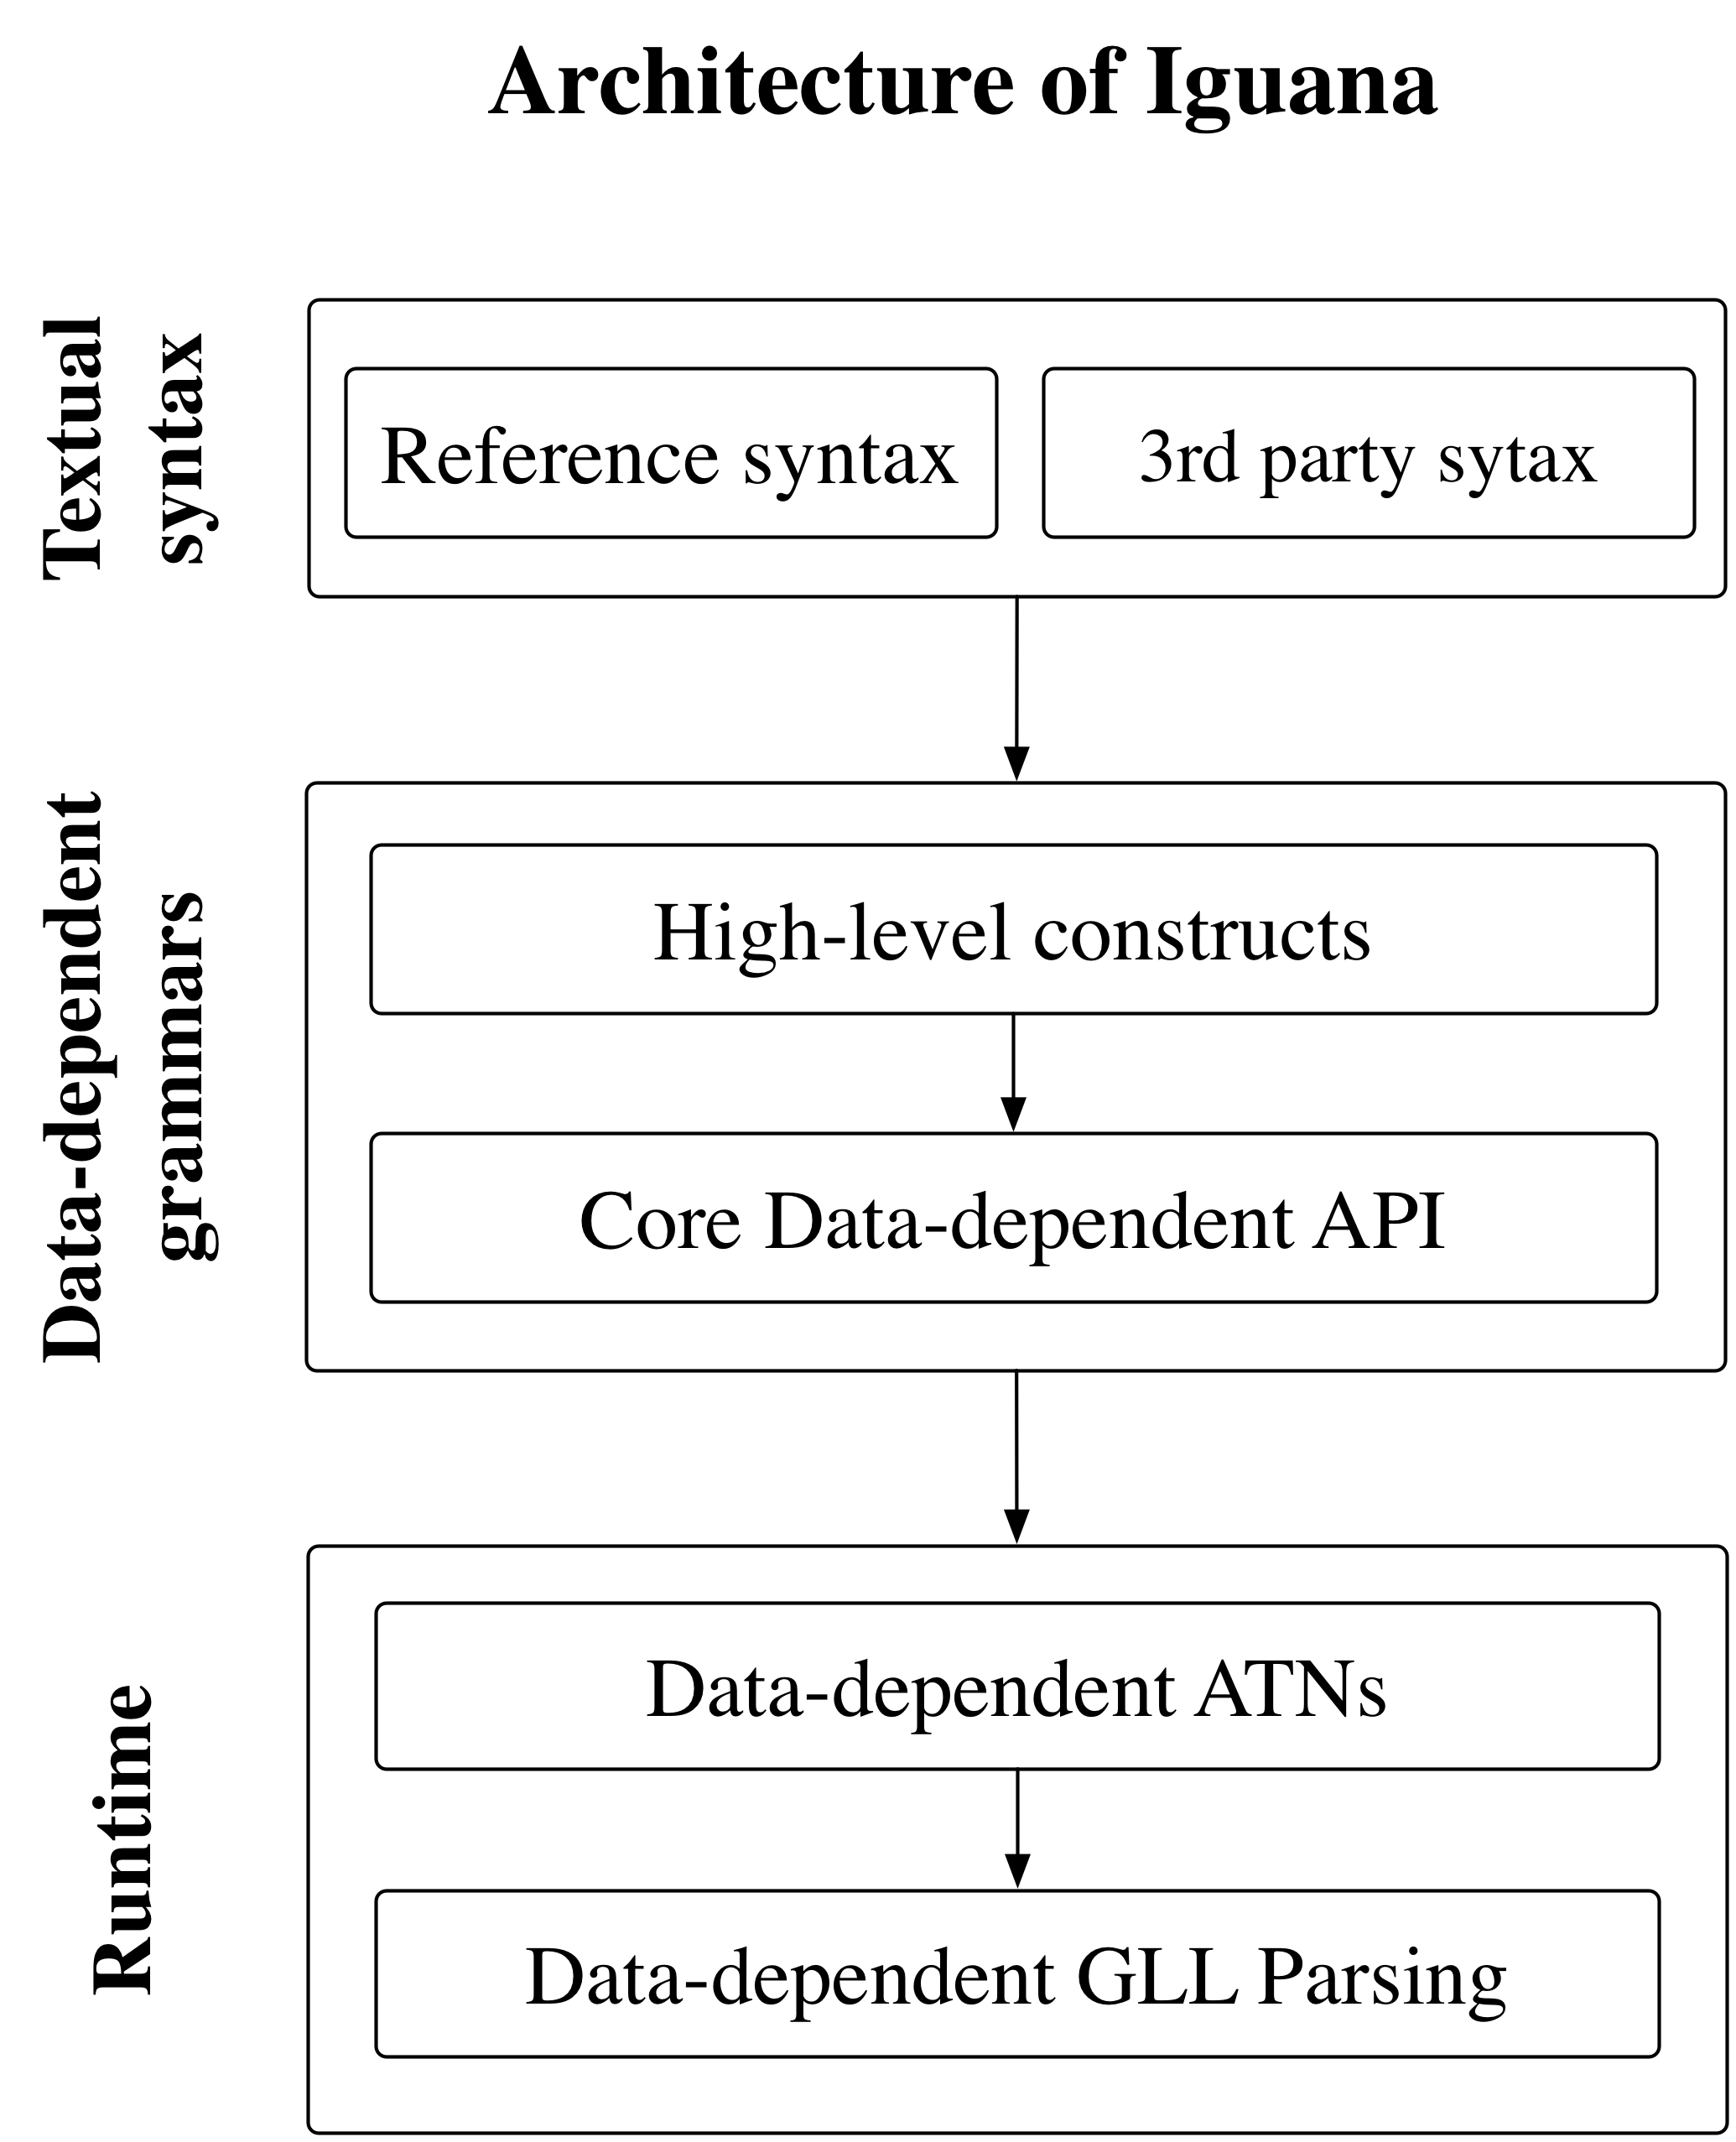 Architecture of Iguana
Textual
syntax
Reference syntax
3rd party sytax
Data-dependent
grammars
High-level constructs
Core Data-dependent API
Runtime
Data-dependent ATNs
Data-dependent GLL Parsing